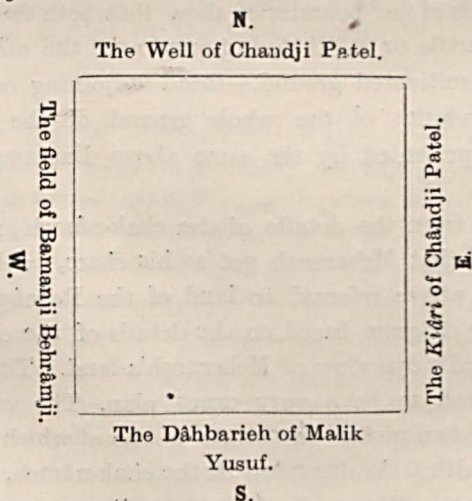 N.
The Well of Chandji Patel.
The field of Bamanji Behrâmji.
W.
The Kidri of Chândji Patel.
E.
The Dâhbarieh of Malik
Yusuf.
S.